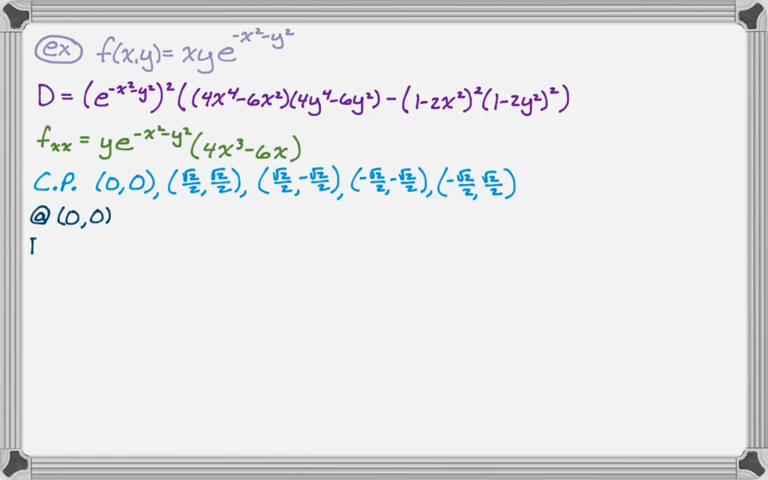 ex f(x,y) = xye^{-x²-y²}
D = (e^{-x²-y²})² ((4x⁴-6x²)(4y⁴-6y²) - (1-2x²)²(1-2y²)²)
f_{xx} = ye^{-x²-y²}(4x³-6x)
C.P. (0,0), (√2/2, √2/2), (√2/2, -√2/2), (-√2/2, -√2/2), (-√2/2, √2/2)
@ (0,0)